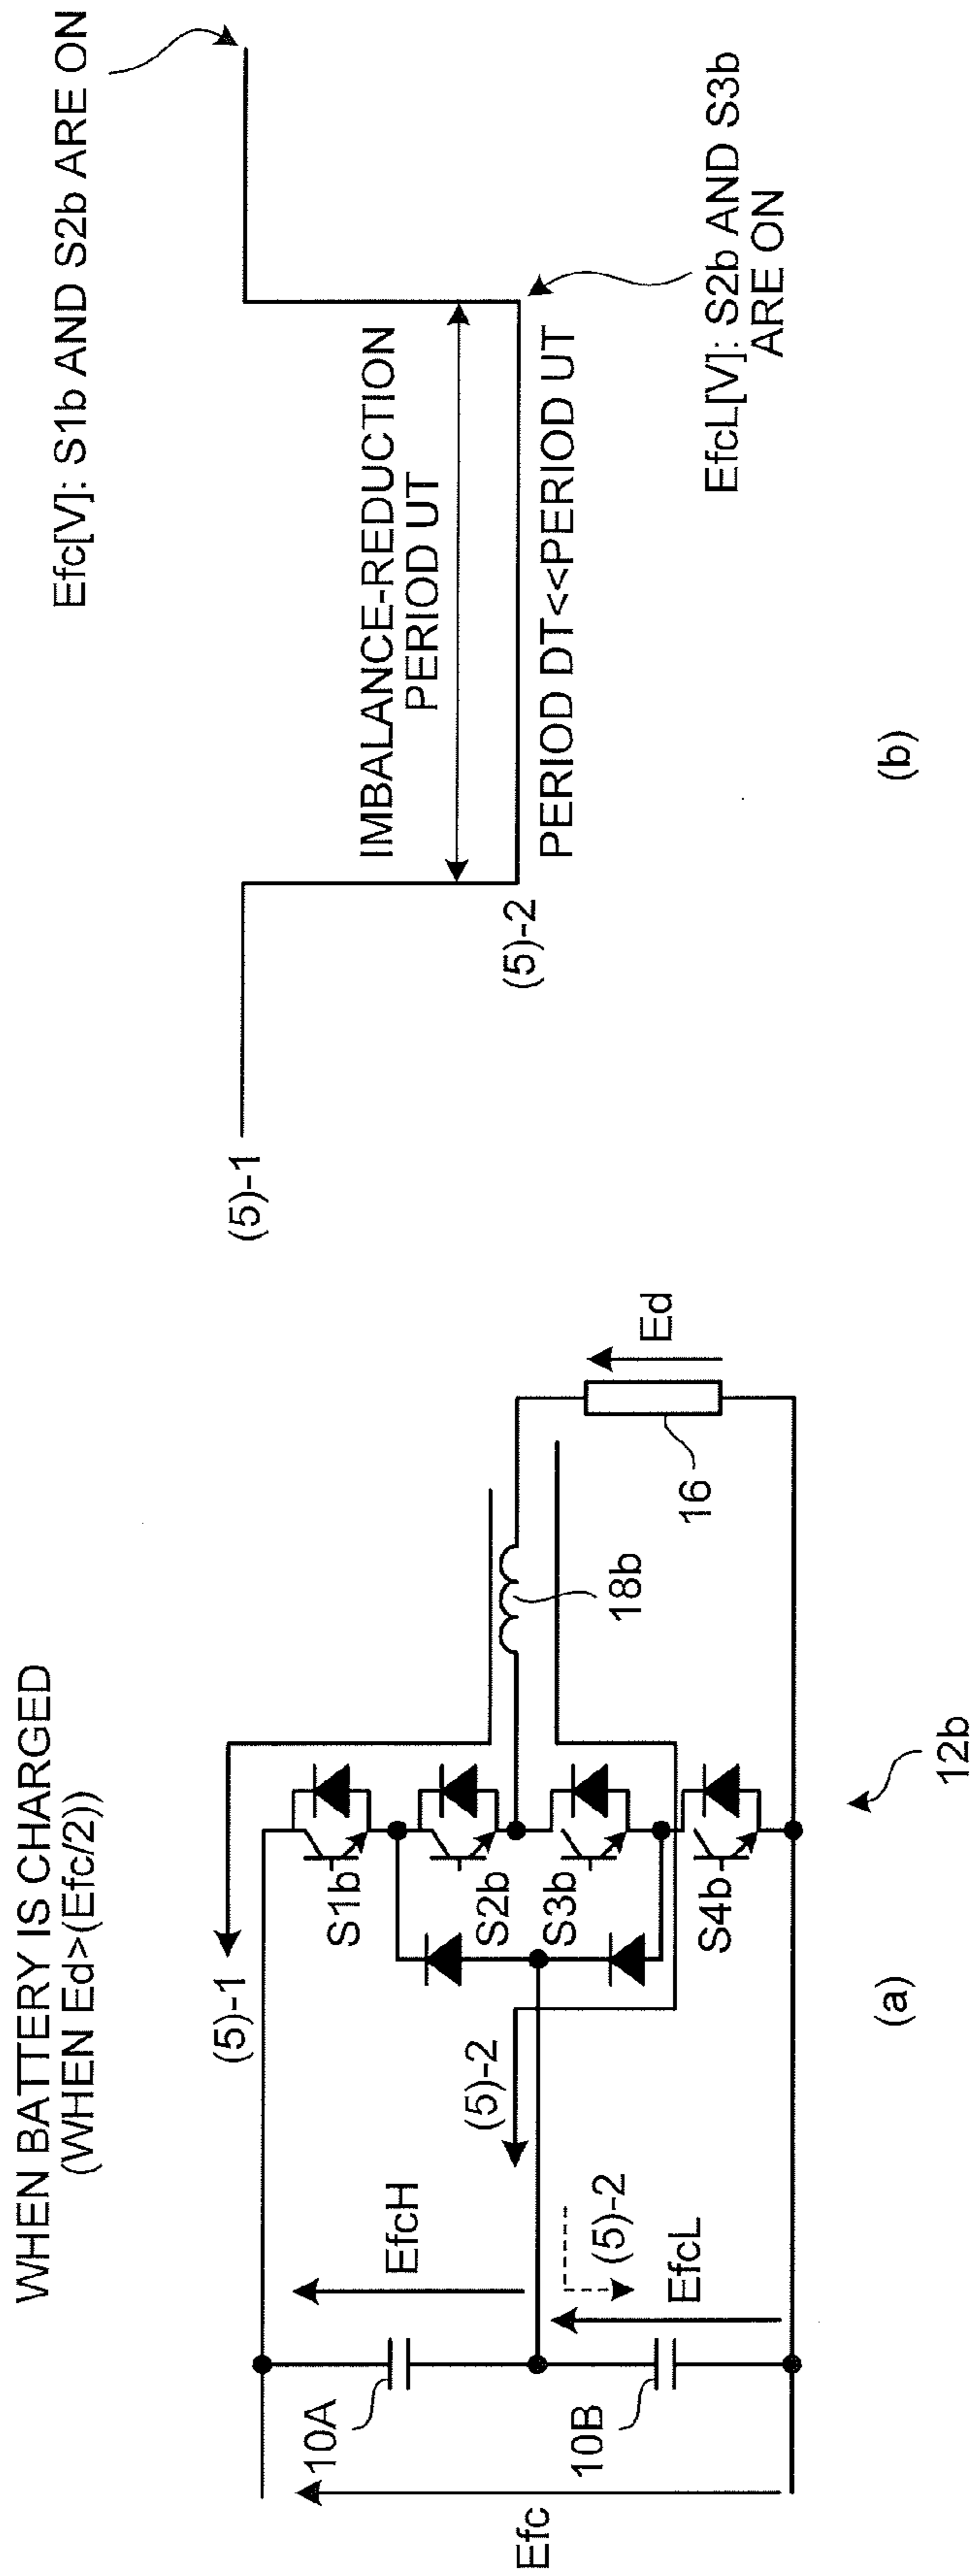 WHEN BATTERY IS CHARGED
(WHEN Ed>(Efc/2))
(5)-1
S1b
S2b
S3b
S4b
(5)-2
EfcH
(5)-2
EfcL
10A
10B
Efc
18b
16
Ed
12b
(a)
Efc[V]: S1b AND S2b ARE ON
(5)-1
IMBALANCE-REDUCTION
PERIOD UT
(5)-2
PERIOD DT<<PERIOD UT
EfcL[V]: S2b AND S3b
ARE ON
(b)